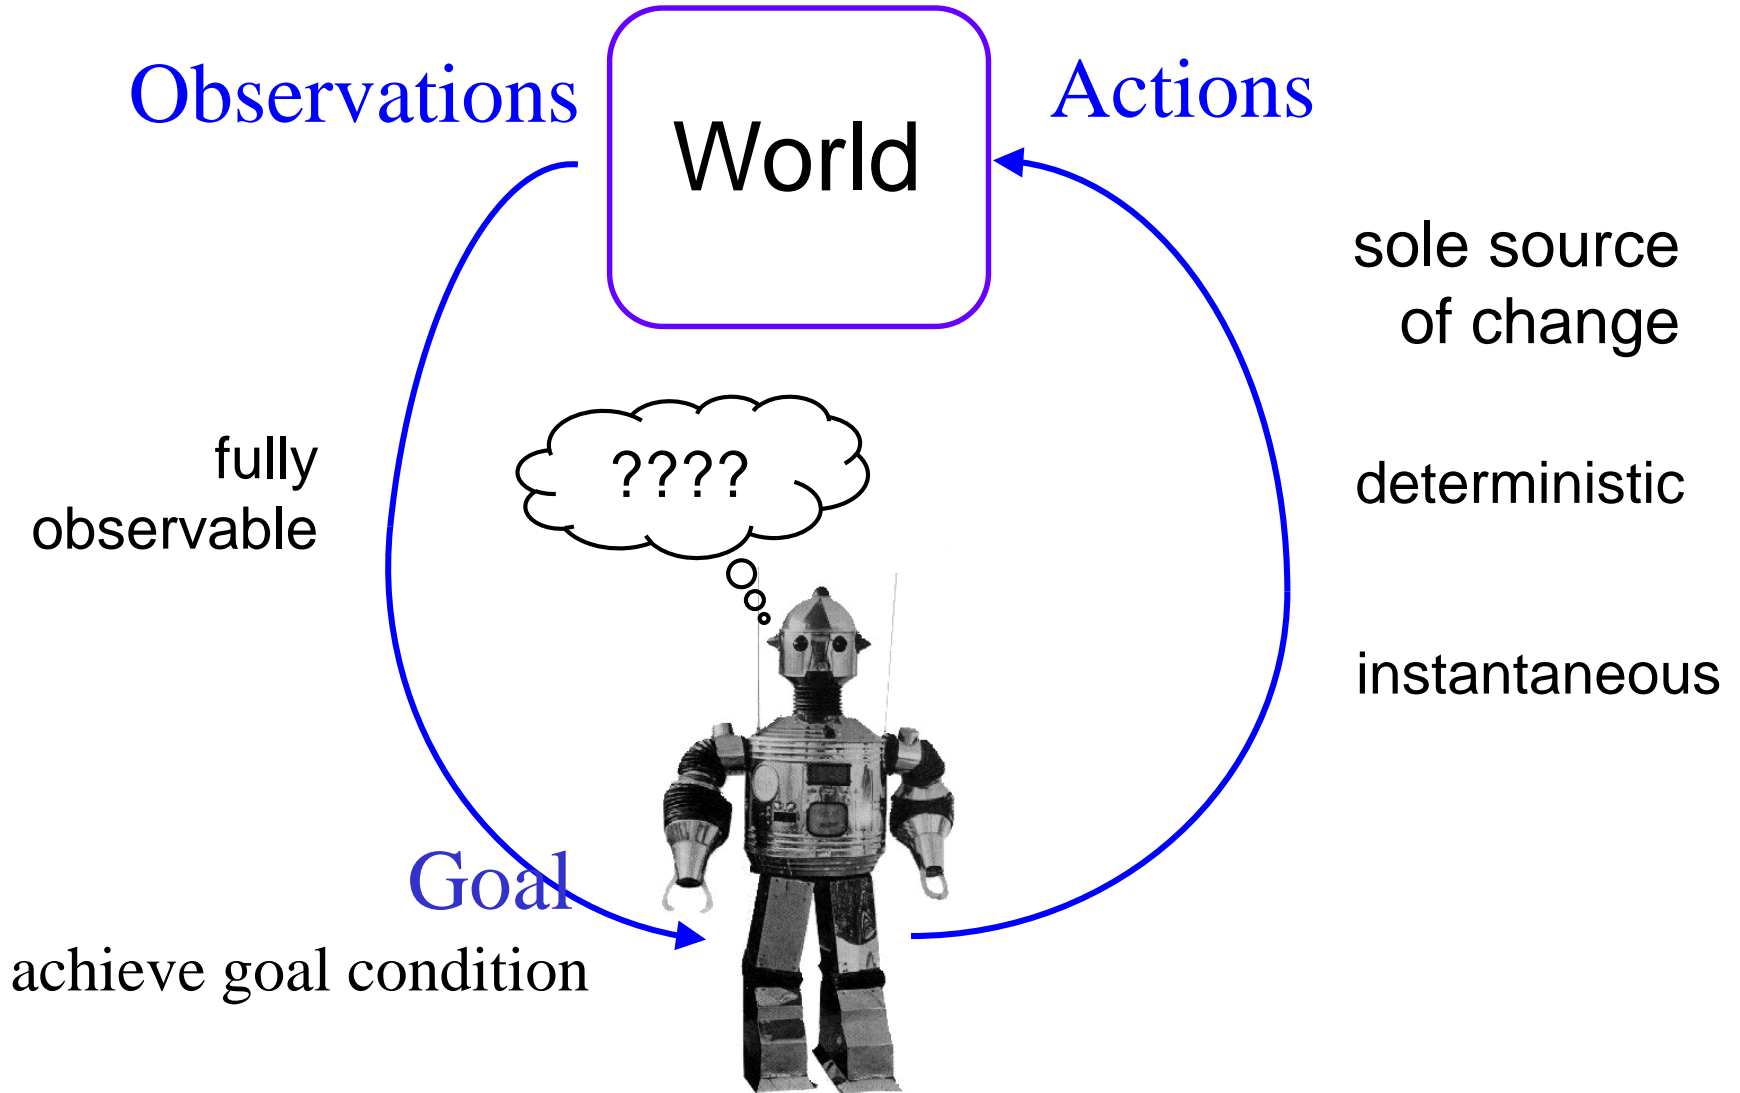 Observations
World
Actions
sole source
of change
fully
observable
????
deterministic
instantaneous
Goal
achieve goal condition